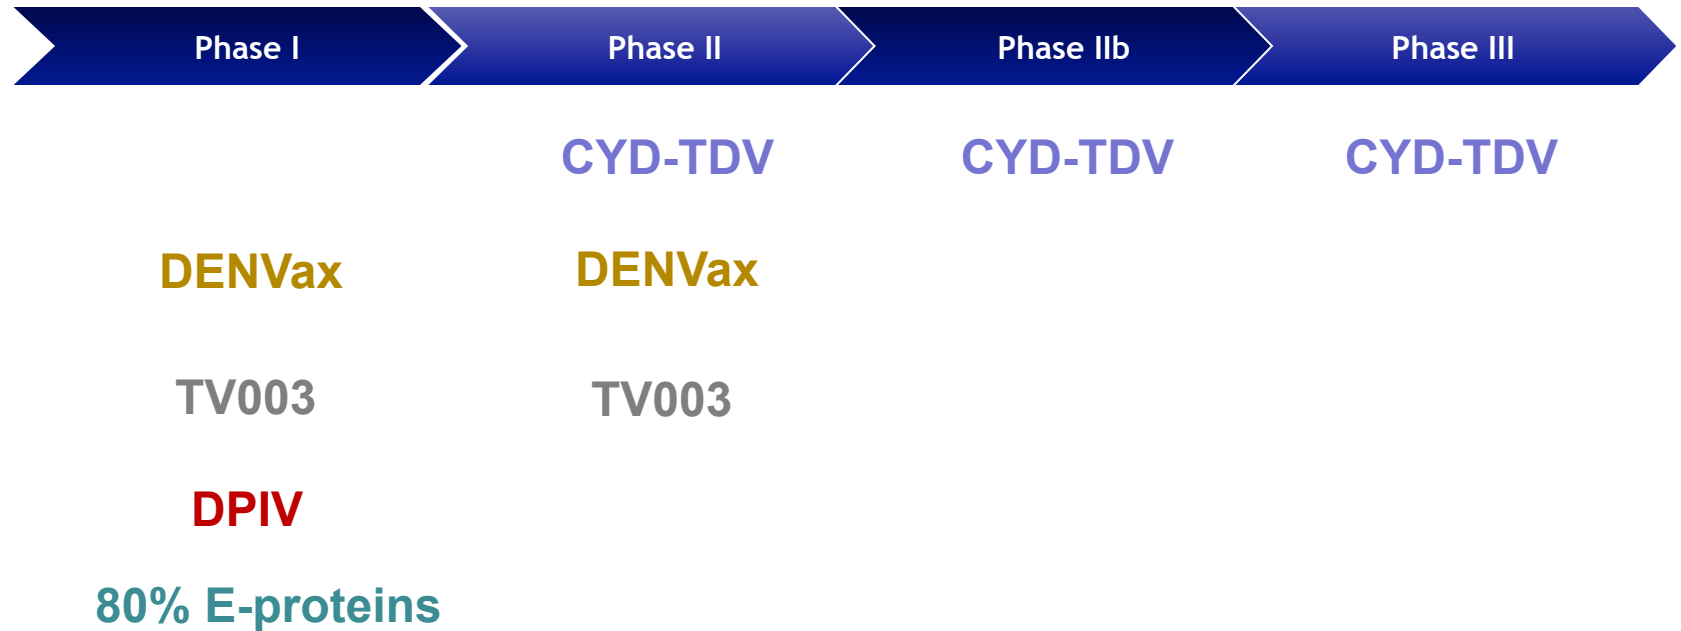 Phase I Phase II Phase IIb Phase III
CYD-TDV CYD-TDV CYD-TDV
DENVax DENVax
TV003 TV003
DPIV
80% E-proteins